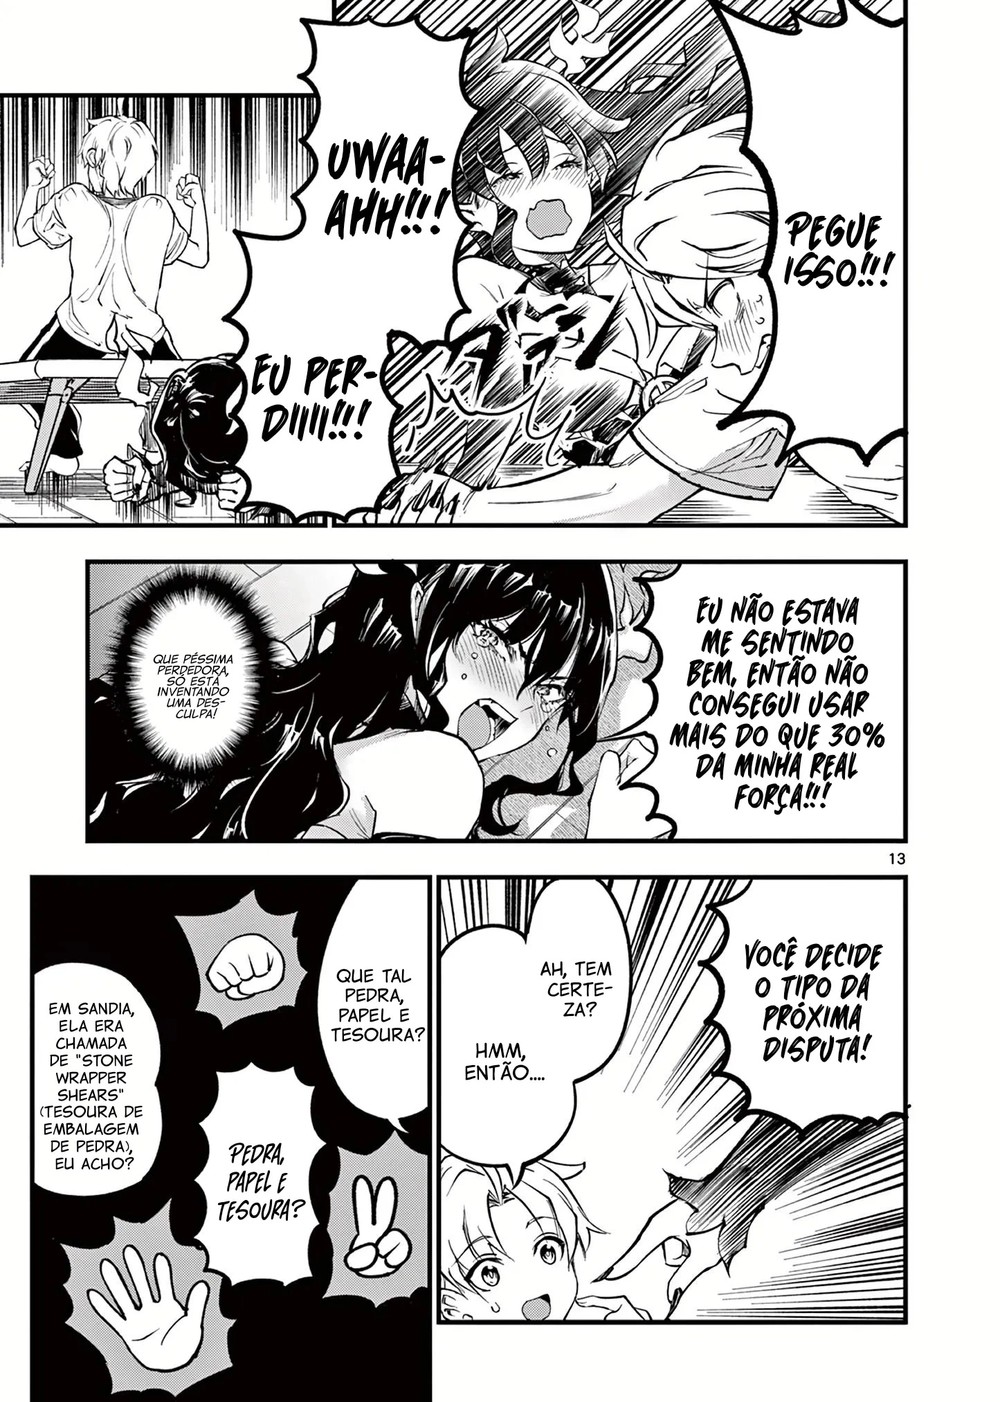 PEGUE
ISSO!!!
UWAA-
AHH!!!
EU PER-
DIIII!!!
EU NÃO ESTAVA
ME SENTINDO
BEM, ENTÃO NÃO
CONSEGUI USAR
MAIS DO QUE 30%
DA MINHA REAL
FORÇA!!!
QUE PÉSSIMA
PERDEDORA,
SÓ ESTÁ
INVENTANDO
UMA DES-
CULPA!
13
VOCÊ DECIDE
O TIPO DA
PRÓXIMA
DISPUTA!
AH, TEM
CERTE-
ZA?
HMM,
ENTÃO....
QUE TAL
PEDRA,
PAPEL E
TESOURA?
PEDRA,
PAPEL E
TESOURA?
EM SANDIA,
ELA ERA
CHAMADA
DE "STONE
WRAPPER
SHEARS"
(TESOURA DE
EMBALAGEM
DE PEDRA),
EU ACHO?